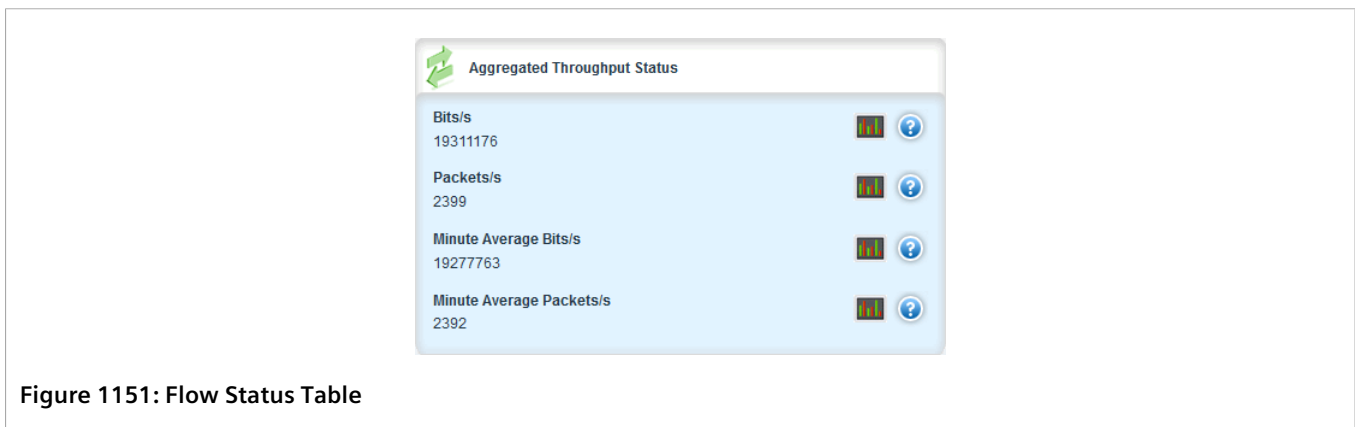 Aggregated Throughput Status
Bits/s
19311176
Packets/s
2399
Minute Average Bits/s
19277763
Minute Average Packets/s
2392
Figure 1151: Flow Status Table